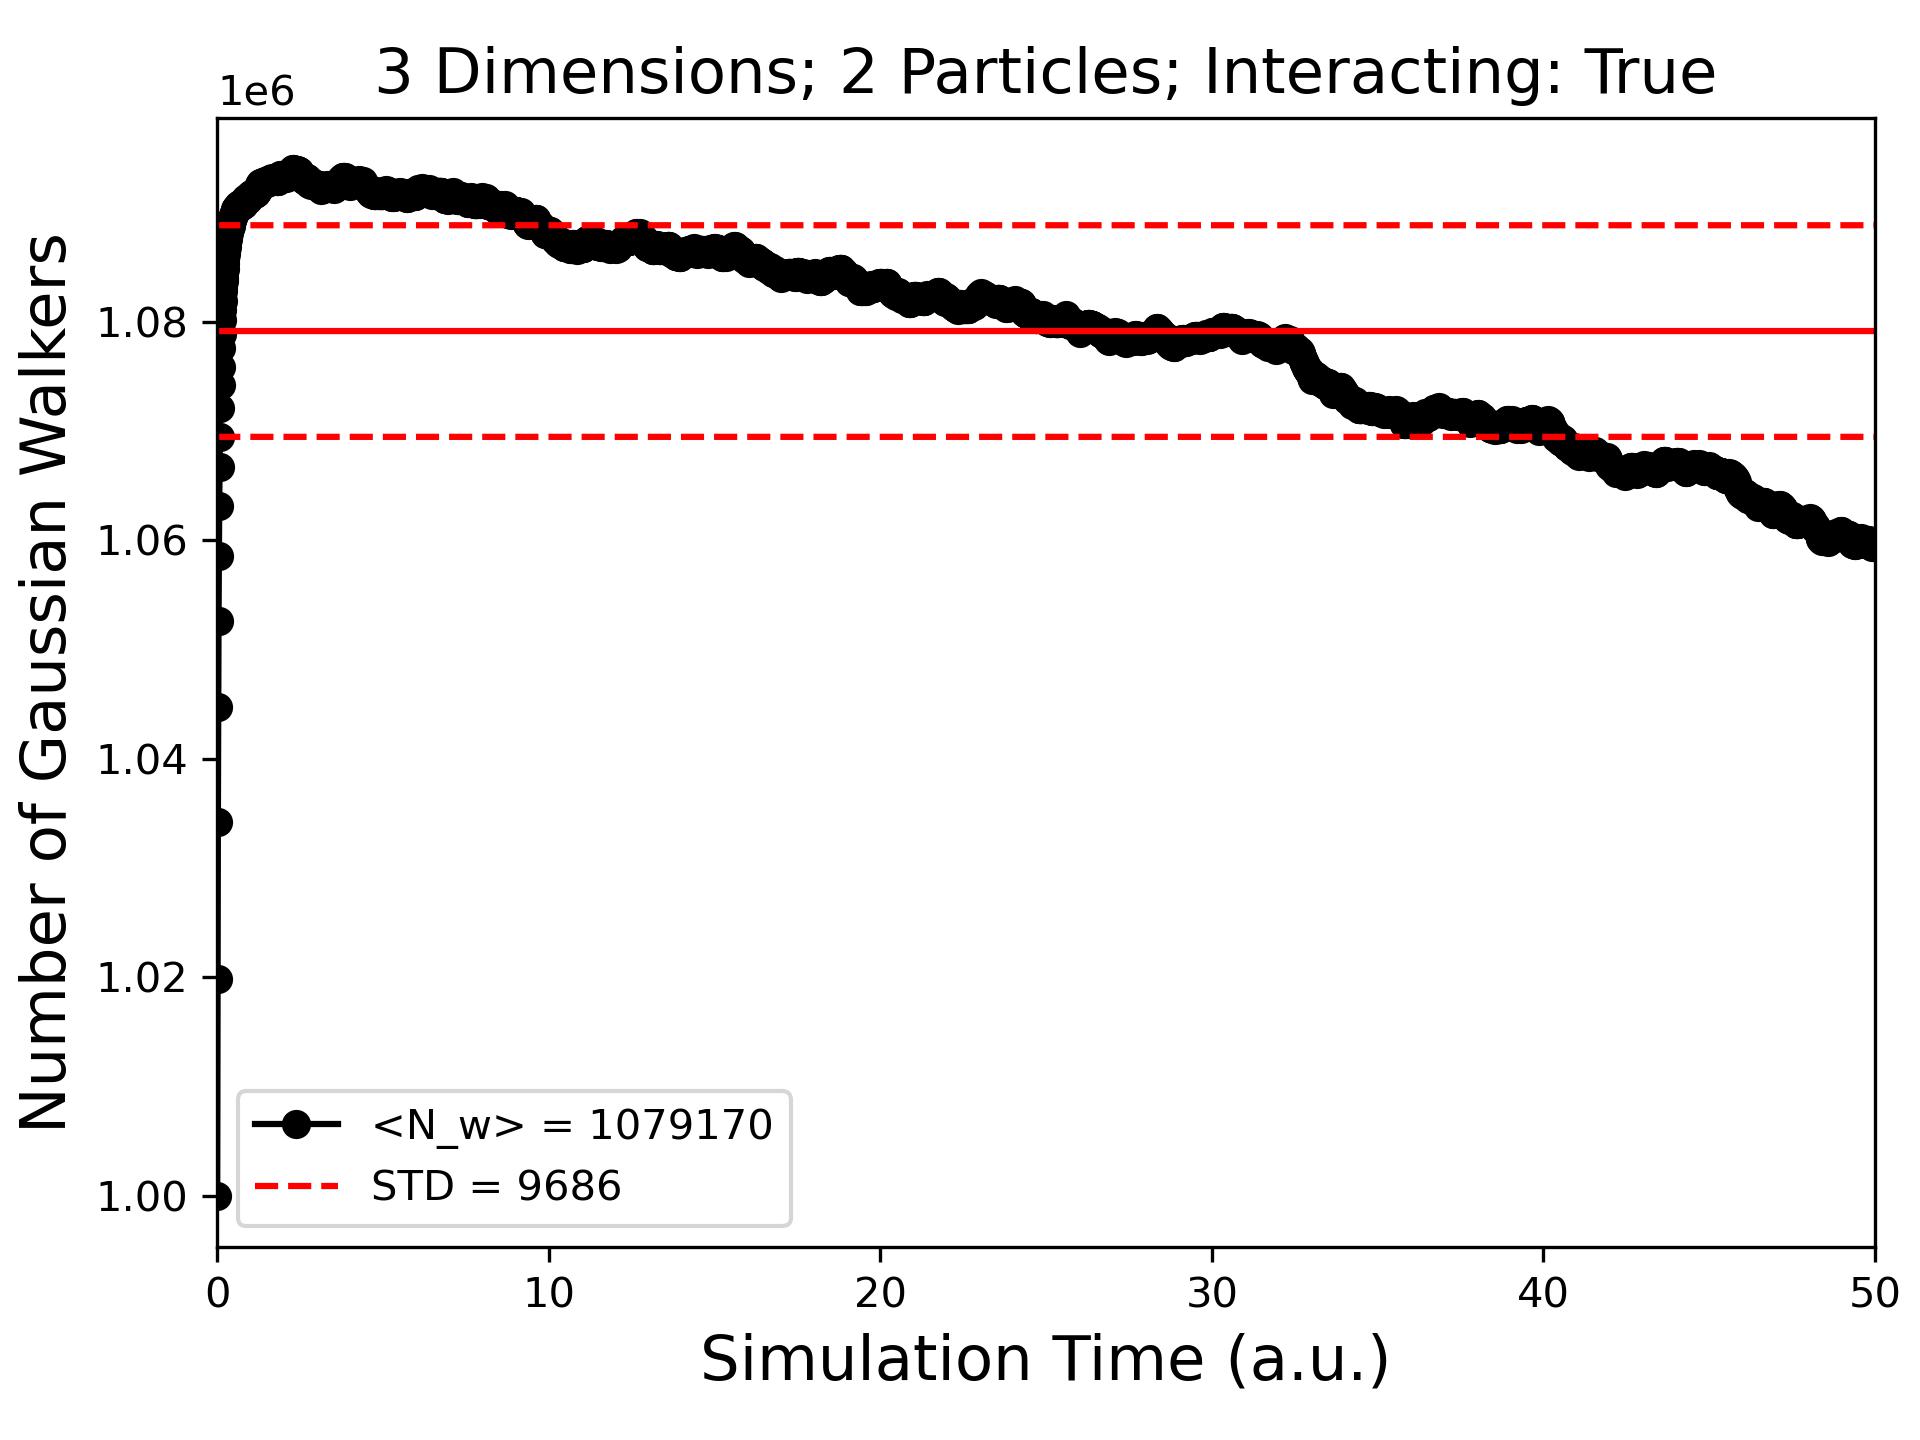 3 Dimensions; 2 Particles; Interacting: True
1e6
Number of Gaussian Walkers
1.08
1.06
1.04
1.02
1.00
<N_w> = 1079170
STD = 9686
0 10 20 30 40 50
Simulation Time (a.u.)